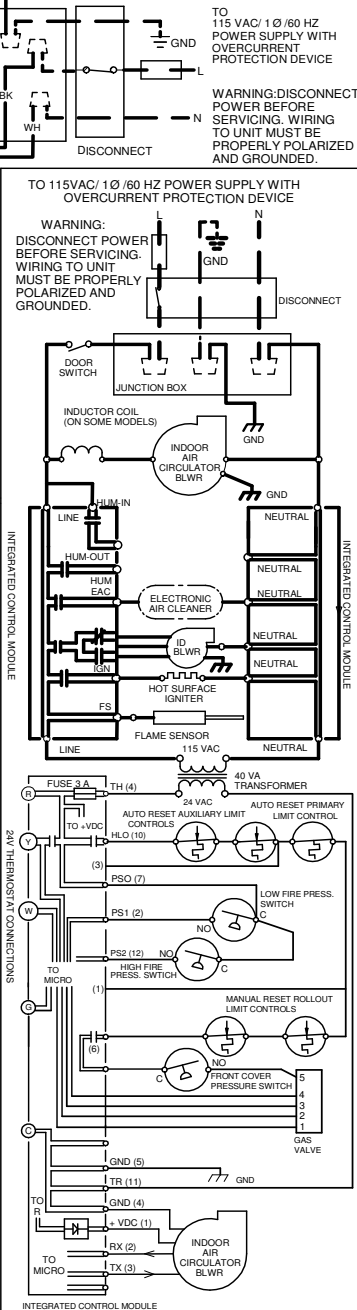 TO
115 VAC/ 1 Ø /60 HZ
POWER SUPPLY WITH
OVERCURRENT
PROTECTION DEVICE
GND
L
BK
N
WH
DISCONNECT
WARNING:DISCONNECT
POWER BEFORE
SERVICING. WIRING
TO UNIT MUST BE
PROPERLY POLARIZED
AND GROUNDED.
TO 115VAC/ 1Ø /60 HZ POWER SUPPLY WITH
OVERCURRENT PROTECTION DEVICE
WARNING:
DISCONNECT POWER
BEFORE SERVICING.
WIRING TO UNIT
MUST BE PROPERLY
POLARIZED AND
GROUNDED.
L
N
GND
DISCONNECT
DOOR
SWITCH
JUNCTION BOX
GND
INDUCTOR COIL
(ON SOME MODELS)
INDOOR
AIR
CIRCULATOR
BLWR
GND
INTEGRATED CONTROL MODULE
HUM-IN
LINE
HUM-OUT
HUM
EAC
IGN
FS
LINE
ELECTRONIC
AIR CLEANER
ID
BLWR
HOT SURFACE
IGNITER
FLAME SENSOR
NEUTRAL
NEUTRAL
NEUTRAL
NEUTRAL
NEUTRAL
NEUTRAL
INTEGRATED CONTROL MODULE
115 VAC
40 VA
TRANSFORMER
24 VAC
24V THERMOSTAT CONNECTIONS
R
FUSE 3 A
TH (4)
TO +VDC
AUTO RESET AUXILIARY LIMIT
CONTROLS
AUTO RESET PRIMARY
LIMIT CONTROL
Y
HLO (10)
(3)
PSO (7)
LOW FIRE PRESS.
SWITCH
W
PS1 (2)
C
NO
PS2 (12)
NO
HIGH FIRE
PRESS. SWTICH
C
TO
MICRO
(1)
G
MANUAL RESET ROLLOUT
LIMIT CONTROLS
(6)
NO
C
FRONT COVER
PRESSURE SWITCH
5
4
3
2
1
GAS
VALVE
C
GND (5)
GND
TR (11)
GND (4)
TO
R
+ VDC (1)
RX (2)
TO
MICRO
TX (3)
INDOOR
AIR
CIRCULATOR
BLWR
INTEGRATED CONTROL MODULE